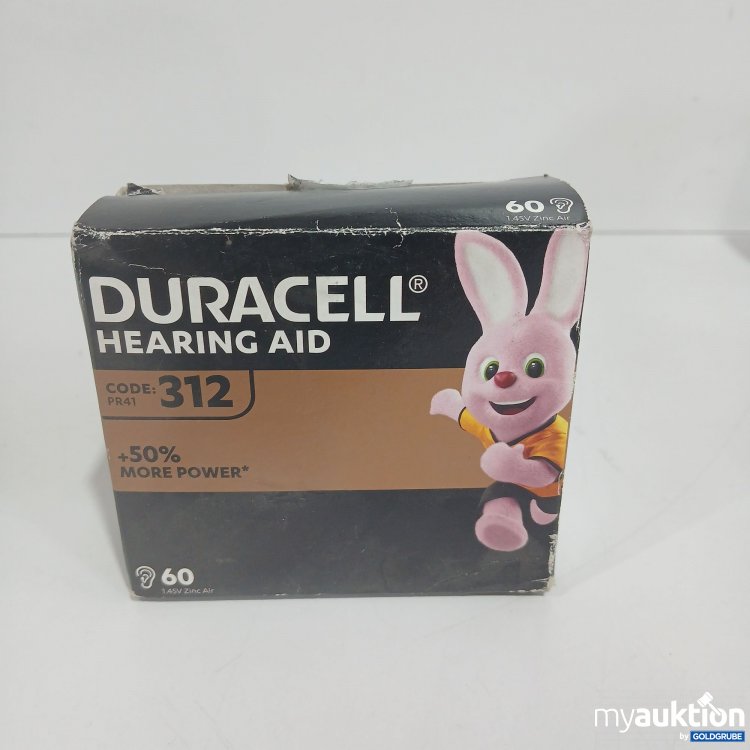 60
1.45V Zinc Air
DURACELL®
HEARING AID
CODE: 312
PR41
+50%
MORE POWER*
60
1.45V Zinc Air
myauktion
by GOLDGRUBE